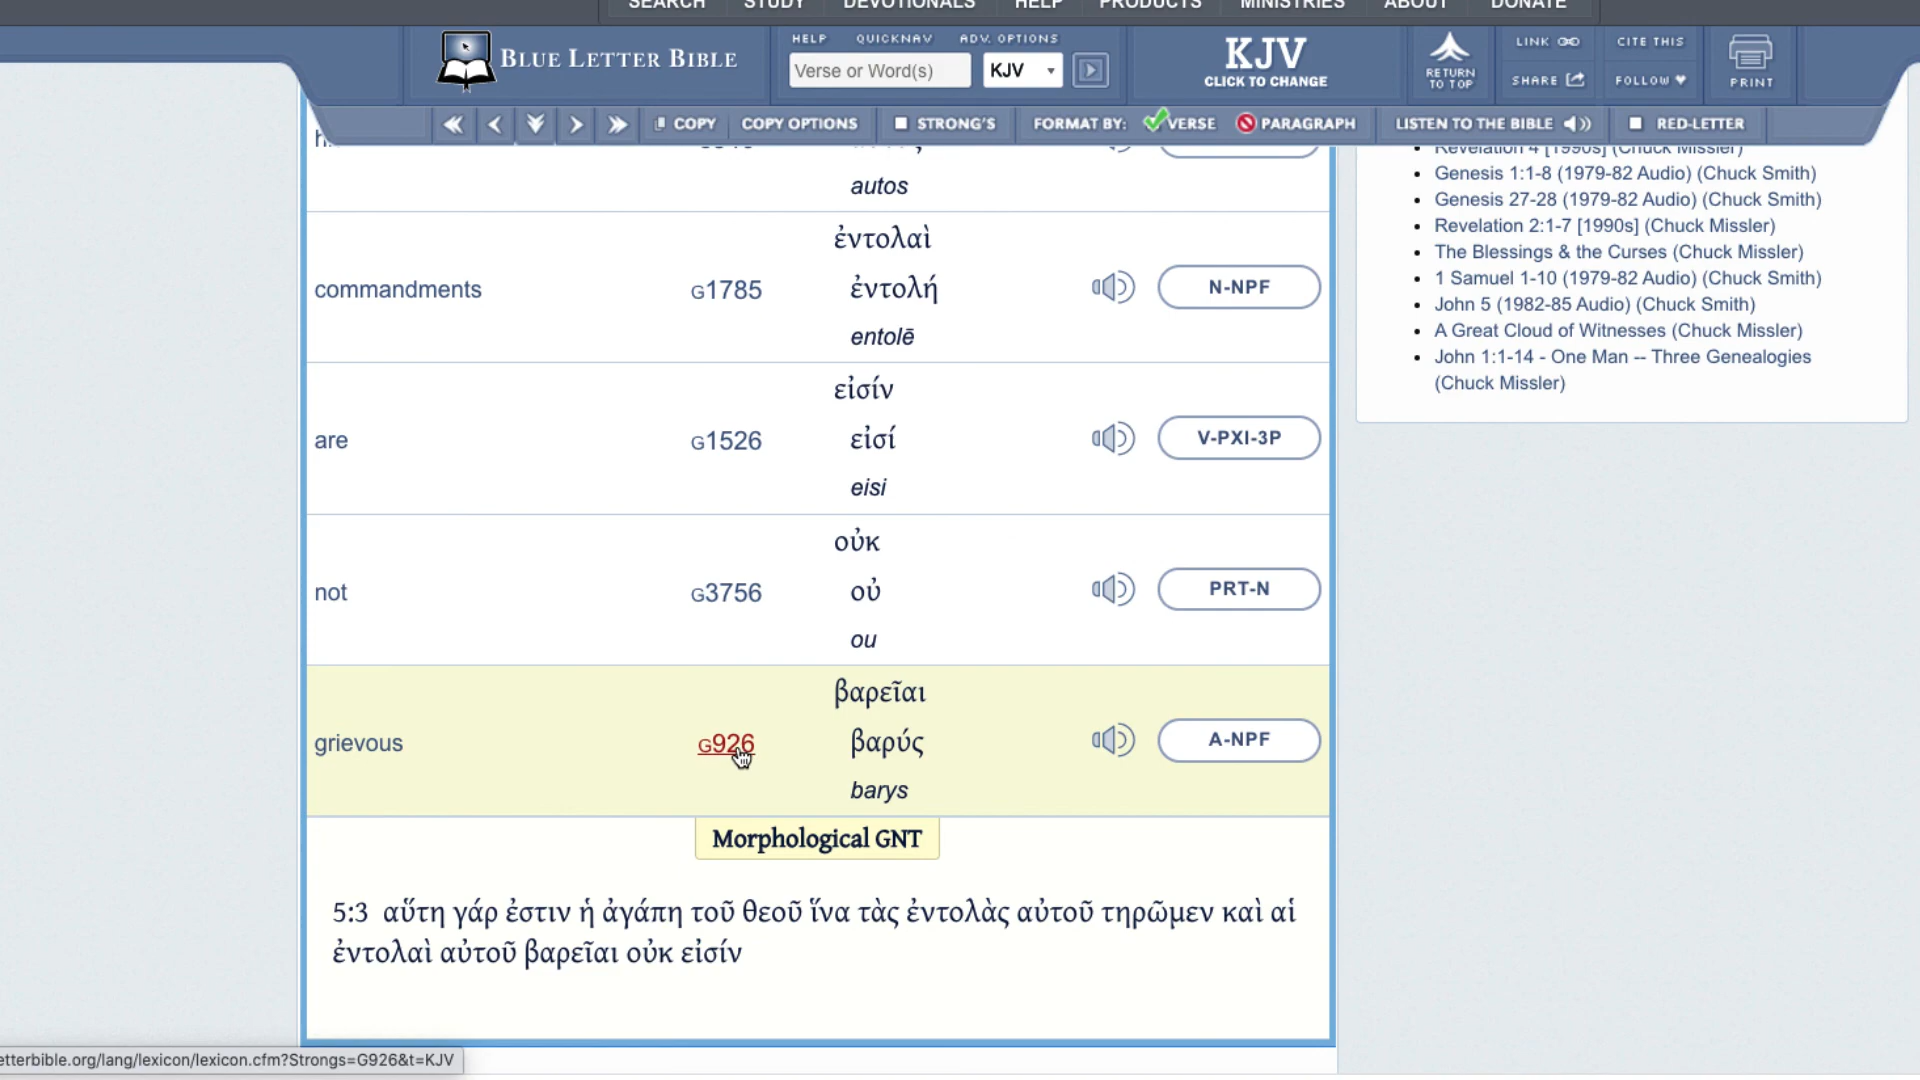 SEARCH STUDY DEVOTIONALS HELP PRODUCTS MINISTRIES ABOUT DONATE
BLUE LETTER BIBLE
HELP QUICKNAV ADV. OPTIONS
Verse or Word(s) KJV
KJV
CLICK TO CHANGE
RETURN
TO TOP
LINK
SHARE
CITE THIS
FOLLOW
PRINT
COPY COPY OPTIONS STRONG'S FORMAT BY: VERSE PARAGRAPH LISTEN TO THE BIBLE RED-LETTER
autos
ἐντολαὶ
commandments G1785 ἐντολή N-NPF
entolē
εἰσίν
are G1526 εἰσί V-PXI-3P
eisi
οὐκ
not G3756 οὐ PRT-N
ou
βαρεῖαι
grievous G926 βαρύς A-NPF
barys
Morphological GNT
5:3 αὕτη γάρ ἐστιν ἡ ἀγάπη τοῦ θεοῦ ἵνα τὰς ἐντολὰς αὐτοῦ τηρῶμεν καὶ αἱ
ἐντολαὶ αὐτοῦ βαρεῖαι οὐκ εἰσίν
Revelation 4 [1990s] (Chuck Missler)
Genesis 1:1-8 (1979-82 Audio) (Chuck Smith)
Genesis 27-28 (1979-82 Audio) (Chuck Smith)
Revelation 2:1-7 [1990s] (Chuck Missler)
The Blessings & the Curses (Chuck Missler)
1 Samuel 1-10 (1979-82 Audio) (Chuck Smith)
John 5 (1982-85 Audio) (Chuck Smith)
A Great Cloud of Witnesses (Chuck Missler)
John 1:1-14 - One Man -- Three Genealogies
(Chuck Missler)
etterbible.org/lang/lexicon/lexicon.cfm?Strongs=G926&t=KJV